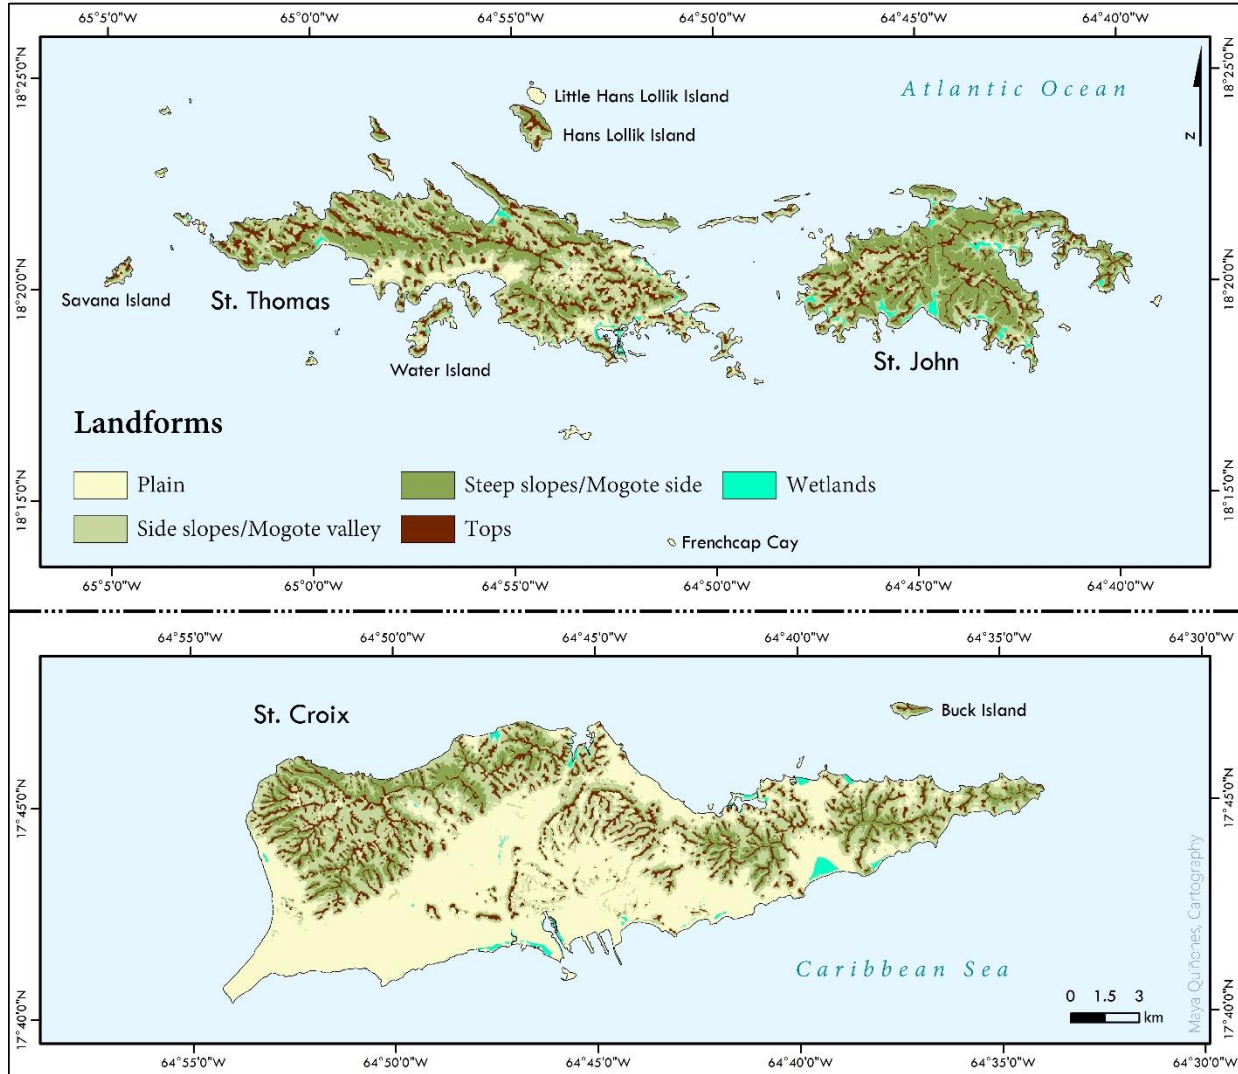 65°5'0"W 65°0'0"W 64°55'0"W 64°50'0"W 64°45'0"W 64°40'0"W
18°25'0"N
18°25'0"N
Atlantic Ocean
N
Little Hans Lollik Island
Hans Lollik Island
18°20'0"N
18°20'0"N
Savana Island
St. Thomas
Water Island
St. John
Landforms
Plain
Steep slopes/Mogote side
Wetlands
Side slopes/Mogote valley
Tops
18°15'0"N
18°15'0"N
Frenchcap Cay
65°5'0"W 65°0'0"W 64°55'0"W 64°50'0"W 64°45'0"W 64°40'0"W
64°55'0"W 64°50'0"W 64°45'0"W 64°40'0"W 64°35'0"W 64°30'0"W
St. Croix
Buck Island
17°45'0"N
17°45'0"N
Caribbean Sea
0 1.5 3
km
Maya Quiñones, Cartography
17°40'0"N
17°40'0"N
64°55'0"W 64°50'0"W 64°45'0"W 64°40'0"W 64°35'0"W 64°30'0"W